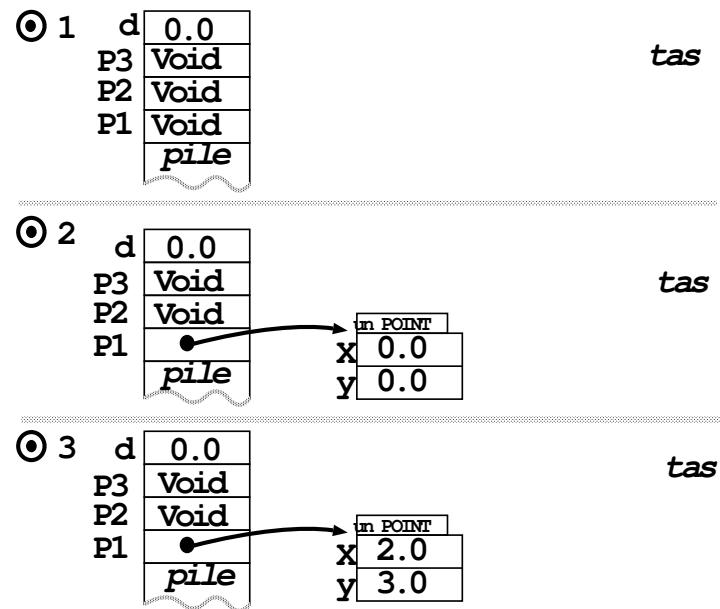 1 d 0.0
tas
P3 Void
P2 Void
P1 Void
pile
2
d 0.0
P3 Void
tas
P2 Void
un POINT
P1
x 0.0
pile
y 0.0
3 d 0.0
tas
P3 Void
P2 Void
un POINT
P1
x 2.0
pile
y 3.0